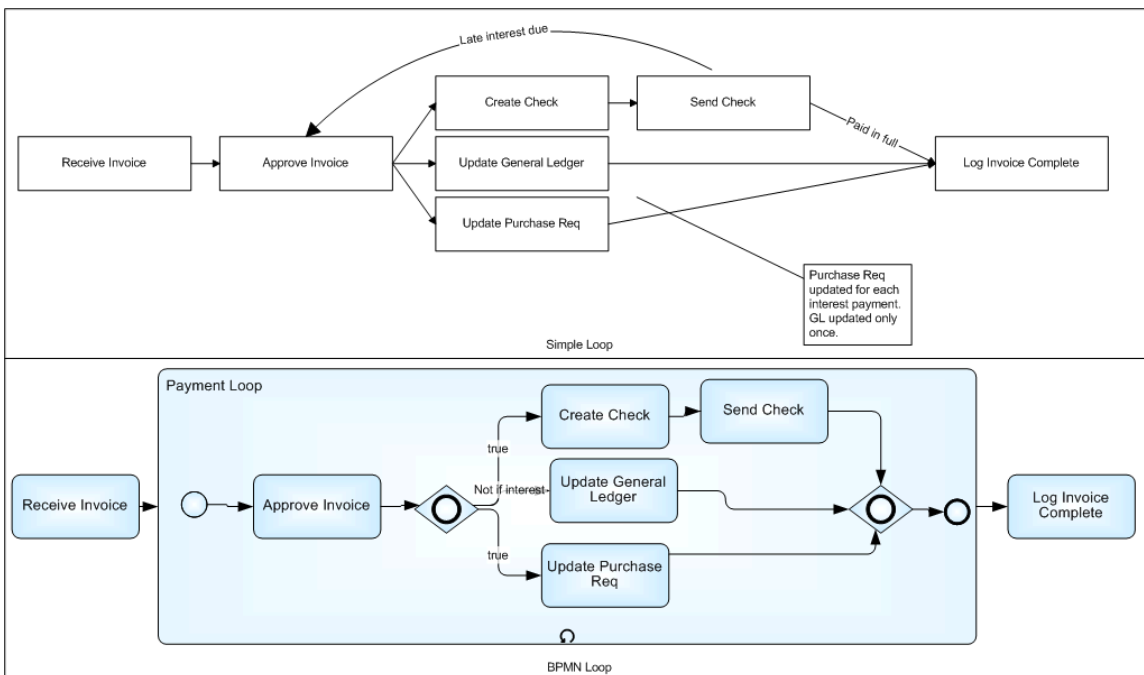 Late interest due
Create Check
Send Check
Paid in full
Receive Invoice
Approve Invoice
Update General Ledger
Log Invoice Complete
Update Purchase Req
Purchase Req
updated for each
interest payment.
GL updated only
once.
Simple Loop
Payment Loop
Create Check
Send Check
true
Receive Invoice
Approve Invoice
Not if interest
Update General
Ledger
Log Invoice
Complete
true
Update Purchase
Req
BPMN Loop